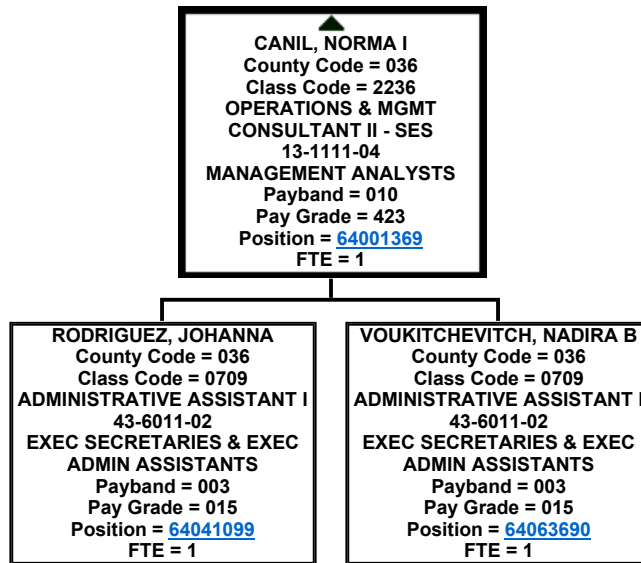 CANIL, NORMA I
County Code = 036
Class Code = 2236
OPERATIONS & MGMT
CONSULTANT II - SES
13-1111-04
MANAGEMENT ANALYSTS
Payband = 010
Pay Grade = 423
Position = 64001369
FTE = 1
RODRIGUEZ, JOHANNA
County Code = 036
Class Code = 0709
ADMINISTRATIVE ASSISTANT I
43-6011-02
EXEC SECRETARIES & EXEC
ADMIN ASSISTANTS
Payband = 003
Pay Grade = 015
Position = 64041099
FTE = 1
VOUKITCHEVITCH, NADIRA B
County Code = 036
Class Code = 0709
ADMINISTRATIVE ASSISTANT I
43-6011-02
EXEC SECRETARIES & EXEC
ADMIN ASSISTANTS
Payband = 003
Pay Grade = 015
Position = 64063690
FTE = 1